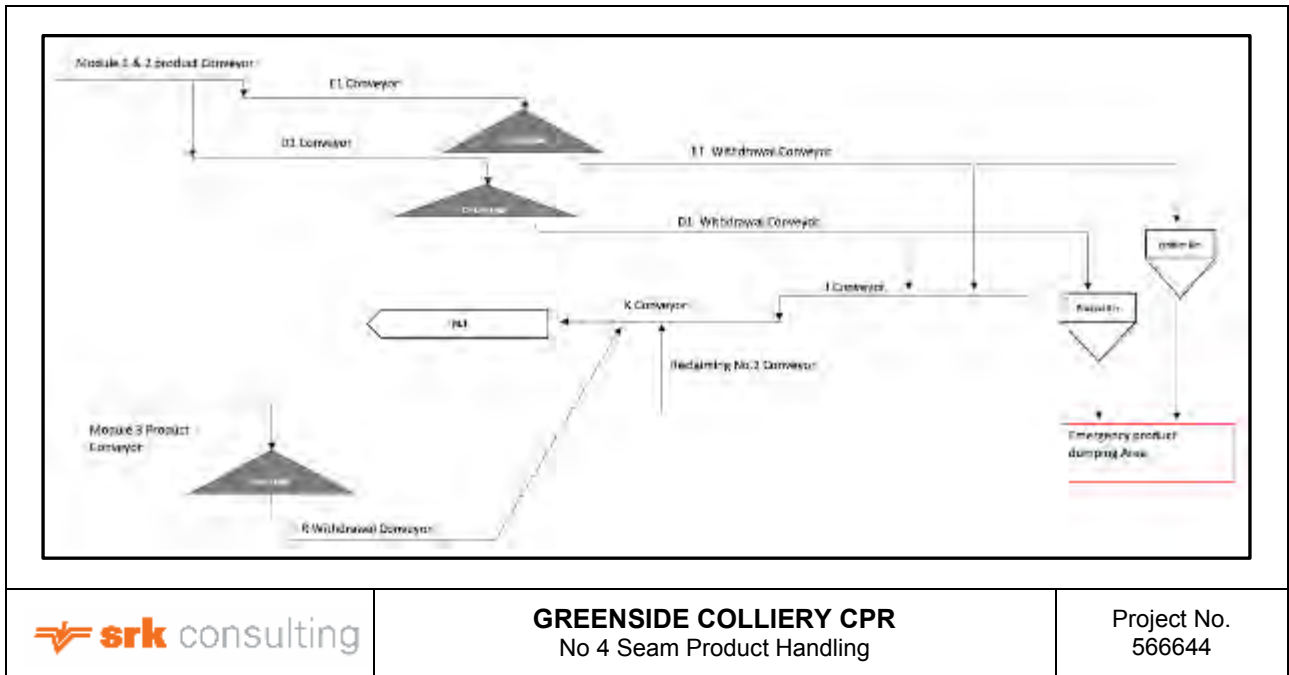 Module 1 & 2 product Conveyor
E1 Conveyor
D1 Conveyor
E1 Withdrawal Conveyor
D1 Withdrawal Conveyor
J Conveyor
K Conveyor
Reclaiming No.2 Conveyor
Module 3 Product
Conveyor
Emergency product
dumping Area
R Withdrawal Conveyor
srk consulting
GREENSIDE COLLIERY CPR
No 4 Seam Product Handling
Project No.
566644